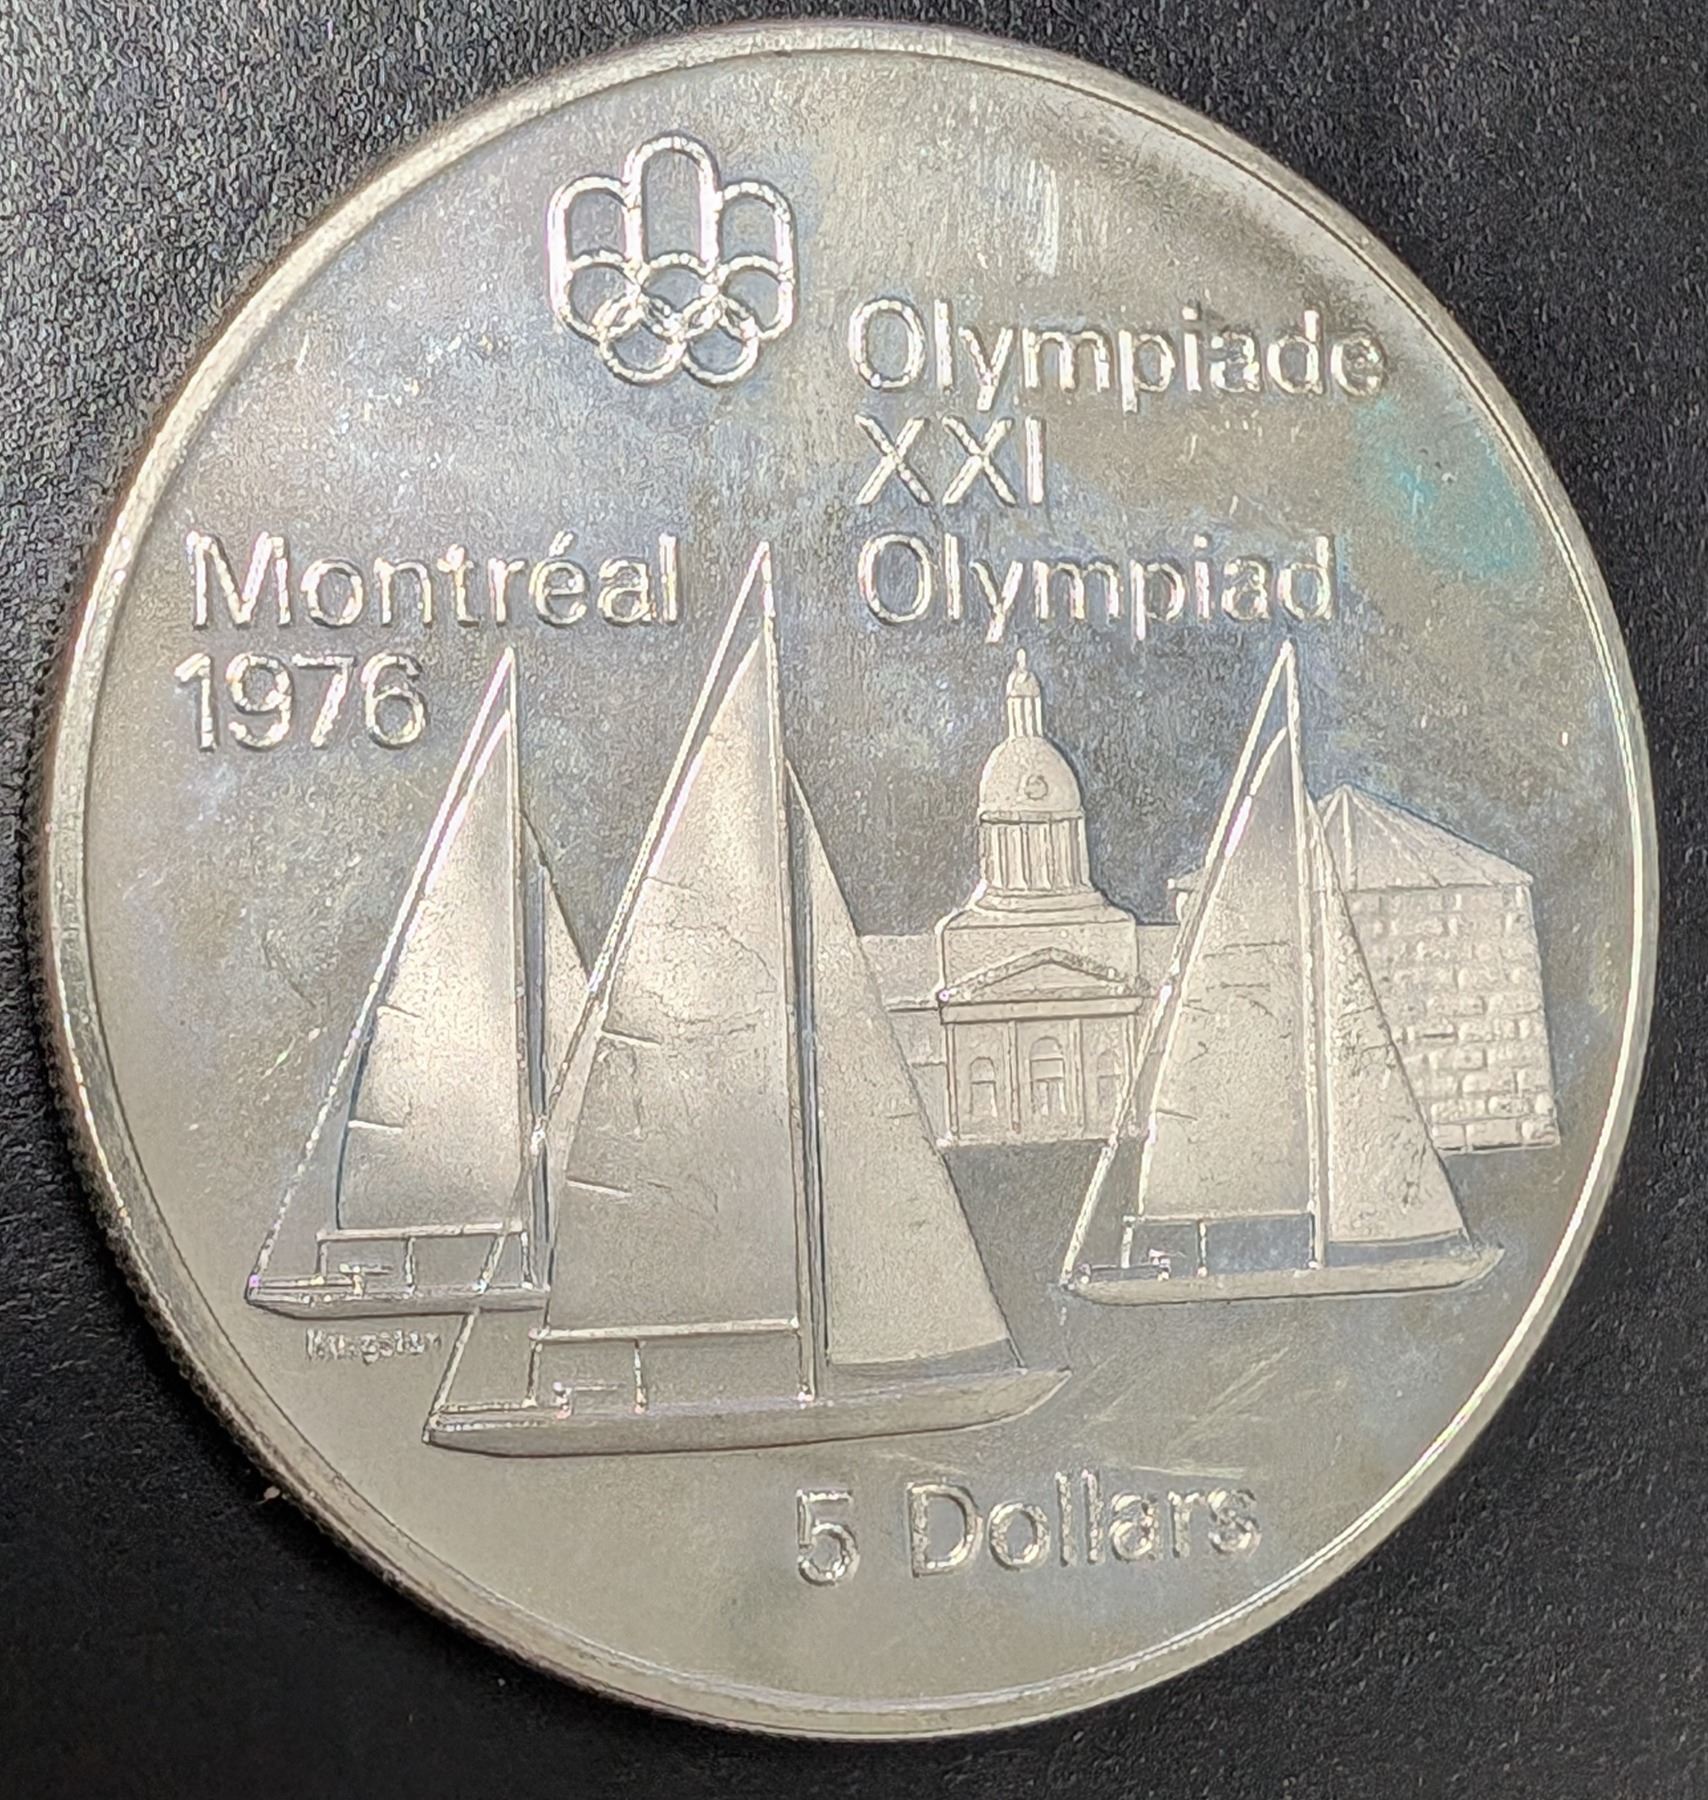 Olympiade
XXI
Olympiad
Montréal
1976
Kingston
5 Dollars